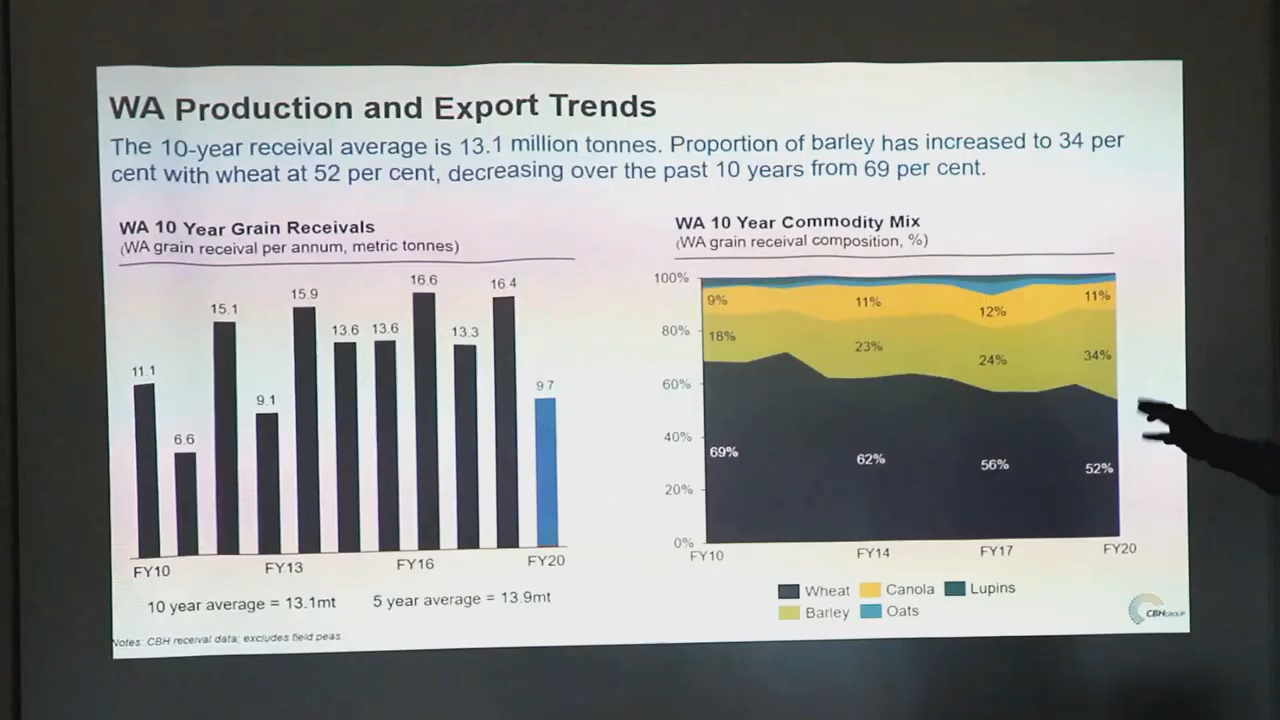 WA Production and Export Trends
The 10-year receival average is 13.1 million tonnes. Proportion of barley has increased to 34 per
cent with wheat at 52 per cent, decreasing over the past 10 years from 69 per cent.
WA 10 Year Grain Receivals
(WA grain receival per annum, metric tonnes)
11.1
6.6
15.1
9.1
15.9
13.6
13.6
16.6
13.3
16.4
9.7
FY10
FY13
FY16
FY20
10 year average = 13.1mt
5 year average = 13.9mt
Notes: CBH receival data; excludes field peas.
WA 10 Year Commodity Mix
(WA grain receival composition, %)
100%
80%
60%
40%
20%
0%
9%
11%
12%
11%
18%
23%
24%
34%
69%
62%
56%
52%
FY10
FY14
FY17
FY20
Wheat
Canola
Lupins
Barley
Oats
CBH GROUP